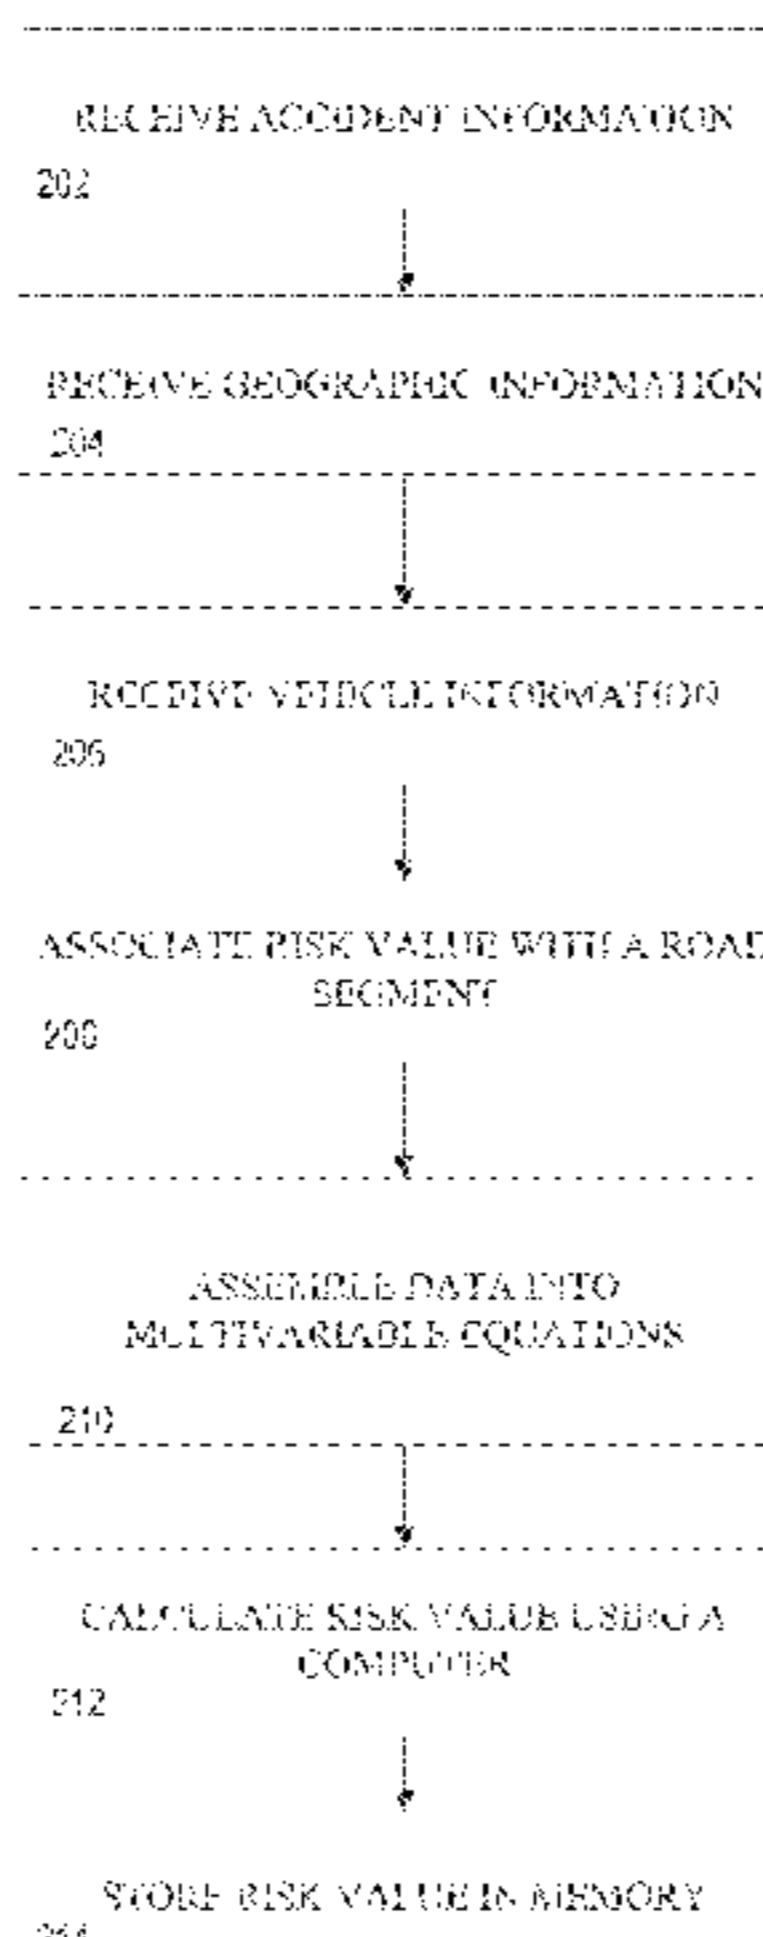 RECEIVE ACCIDENT INFORMATION
202
RECEIVE GEOGRAPHIC INFORMATION
204
RECEIVE VEHICLE INFORMATION
206
ASSOCIATE RISK VALUE WITH A ROAD
SEGMENT
208
ASSEMBLE DATA INTO
MULTIVARIABLE EQUATIONS
210
CALCULATE RISK VALUE USING A
COMPUTER
212
STORE RISK VALUE IN MEMORY